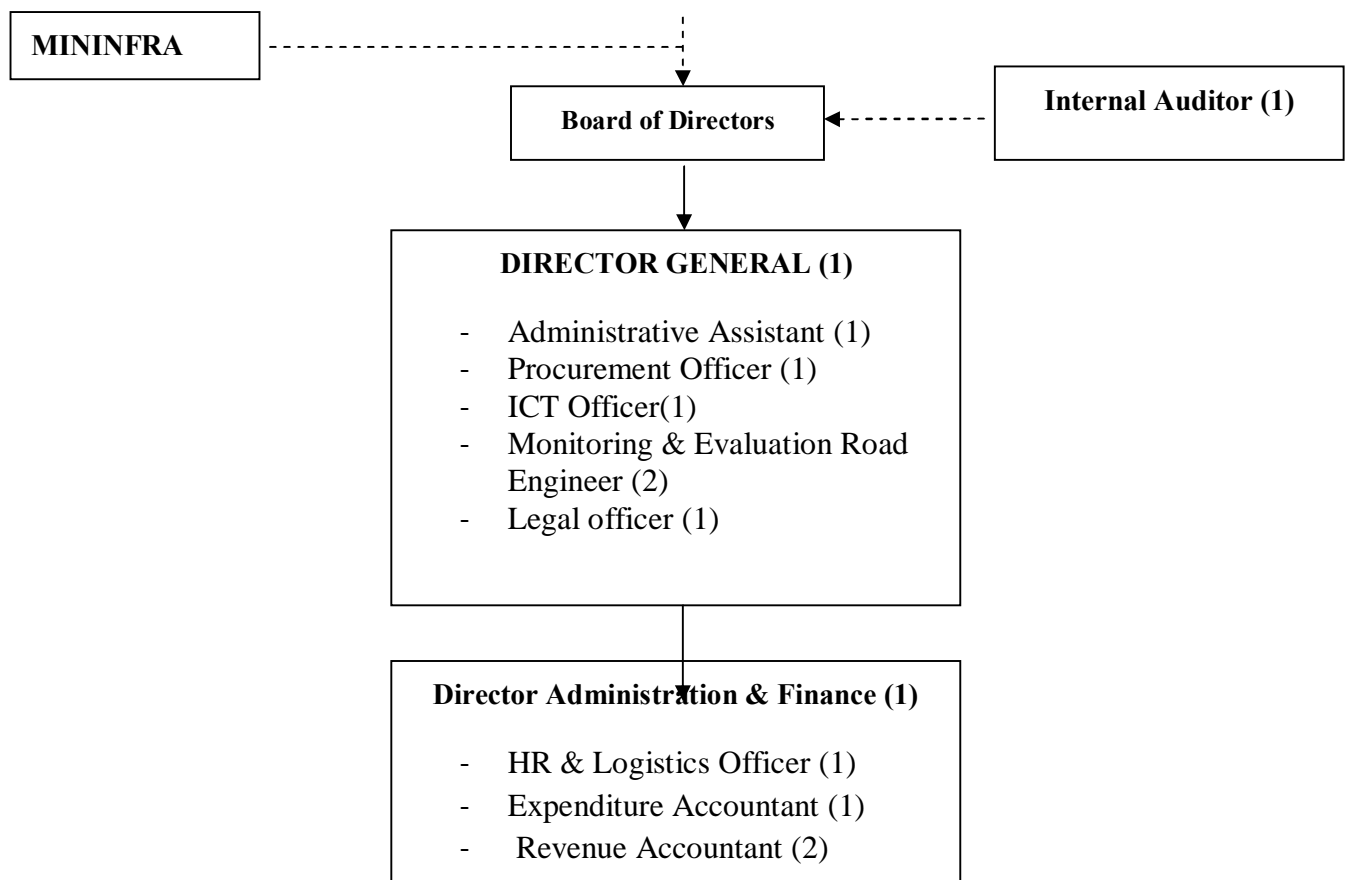 MININFRA
Internal Auditor (1)
Board of Directors
DIRECTOR GENERAL (1)
- Administrative Assistant (1)
- Procurement Officer (1)
- ICT Officer(1)
- Monitoring & Evaluation Road
Engineer (2)
- Legal officer (1)
Director Administration & Finance (1)
- HR & Logistics Officer (1)
- Expenditure Accountant (1)
- Revenue Accountant (2)